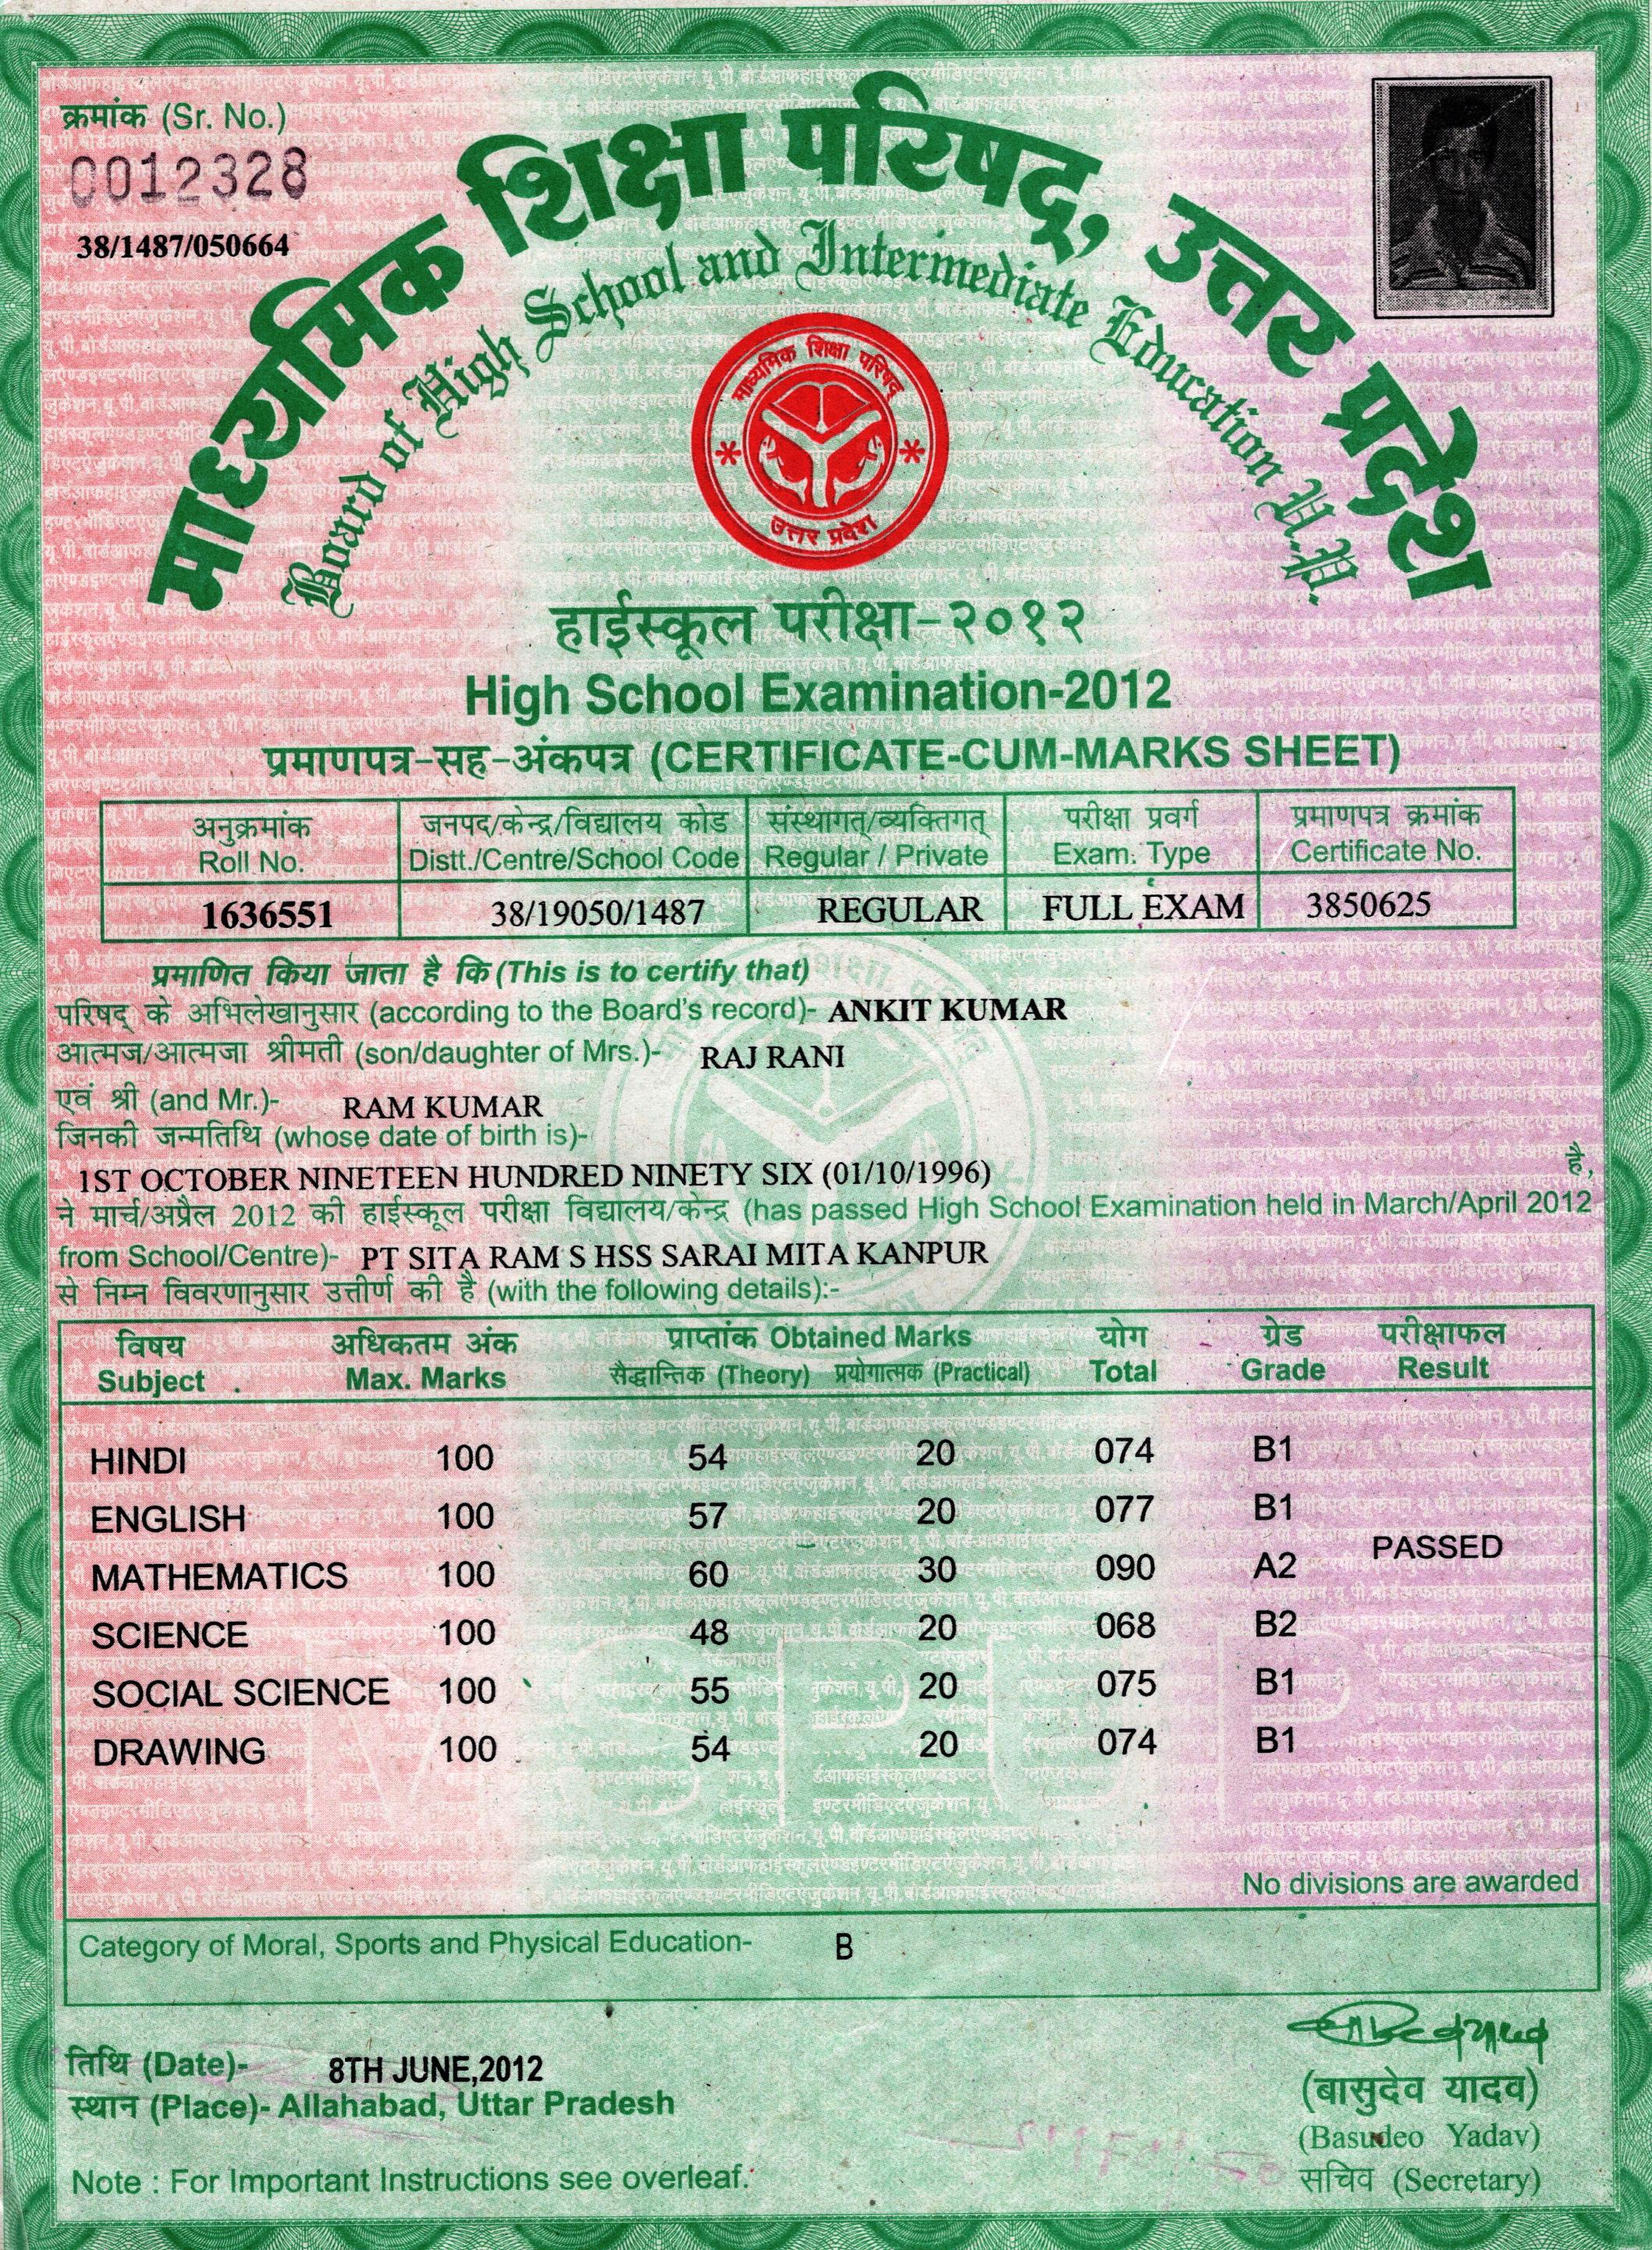 क्रमांक (Sr. No.)
0012328
38/1487/050664
माध्यमिक शिक्षा परिषद्, उत्तर प्रदेश
Board of High School and Intermediate Education U.P.
माध्यमिक शिक्षा परिषद्
उत्तर प्रदेश
हाईस्कूल परीक्षा-२०१२
High School Examination-2012
प्रमाणपत्र-सह-अंकपत्र (CERTIFICATE-CUM-MARKS SHEET)
अनुक्रमांक जनपद/केन्द्र/विद्यालय कोड संस्थागत्/व्यक्तिगत् परीक्षा प्रवर्ग प्रमाणपत्र क्रमांक
Roll No. Distt./Centre/School Code Regular / Private Exam. Type Certificate No.
1636551 38/19050/1487 REGULAR FULL EXAM 3850625
प्रमाणित किया जाता है कि (This is to certify that)
परिषद् के अभिलेखानुसार (according to the Board's record)- ANKIT KUMAR
आत्मज/आत्मजा श्रीमती (son/daughter of Mrs.)- RAJ RANI
एवं श्री (and Mr.)- RAM KUMAR
जिनकी जन्मतिथि (whose date of birth is)-
1ST OCTOBER NINETEEN HUNDRED NINETY SIX (01/10/1996) है,
ने मार्च/अप्रैल 2012 की हाईस्कूल परीक्षा विद्यालय/केन्द्र (has passed High School Examination held in March/April 2012
from School/Centre)- PT SITA RAM S HSS SARAI MITA KANPUR
से निम्न विवरणानुसार उत्तीर्ण की है (with the following details):-
विषय अधिकतम अंक प्राप्तांक Obtained Marks योग ग्रेड परीक्षाफल
Subject Max. Marks सैद्धान्तिक (Theory) प्रयोगात्मक (Practical) Total Grade Result
HINDI 100 54 20 074 B1
ENGLISH 100 57 20 077 B1
PASSED
MATHEMATICS 100 60 30 090 A2
SCIENCE 100 48 20 068 B2
SOCIAL SCIENCE 100 55 20 075 B1
DRAWING 100 54 20 074 B1
No divisions are awarded
Category of Moral, Sports and Physical Education- B
तिथि (Date)- 8TH JUNE,2012
स्थान (Place)- Allahabad, Uttar Pradesh
(बासुदेव यादव)
(Basudeo Yadav)
सचिव (Secretary)
Note : For Important Instructions see overleaf.